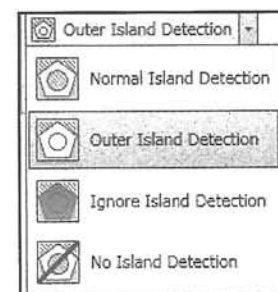 Outer Island Detection
Normal Island Detection
Outer Island Detection
Ignore Island Detection
No Island Detection